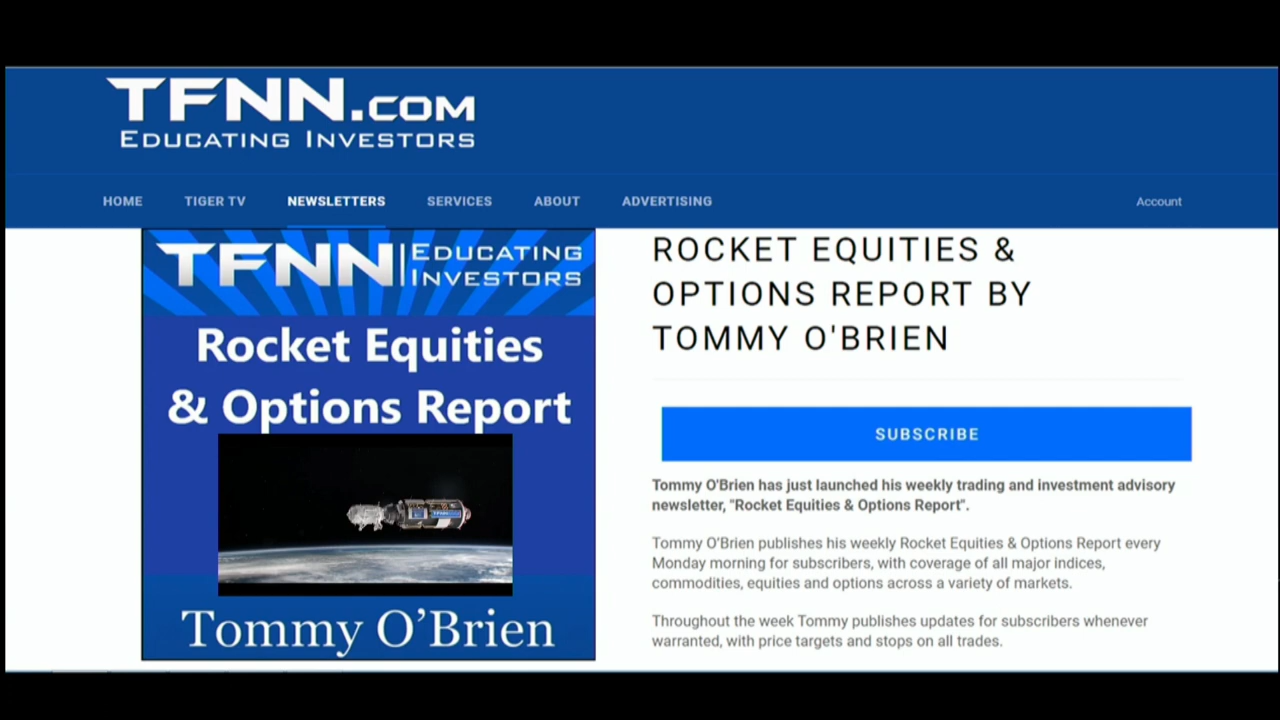 TFNN.COM
EDUCATING INVESTORS
HOME TIGER TV NEWSLETTERS SERVICES ABOUT ADVERTISING Account
TFNN EDUCATING
INVESTORS
Rocket Equities
& Options Report
Tommy O’Brien
ROCKET EQUITIES &
OPTIONS REPORT BY
TOMMY O'BRIEN
SUBSCRIBE
Tommy O'Brien has just launched his weekly trading and investment advisory
newsletter, "Rocket Equities & Options Report".
Tommy O’Brien publishes his weekly Rocket Equities & Options Report every
Monday morning for subscribers, with coverage of all major indices,
commodities, equities and options across a variety of markets.
Throughout the week Tommy publishes updates for subscribers whenever
warranted, with price targets and stops on all trades.